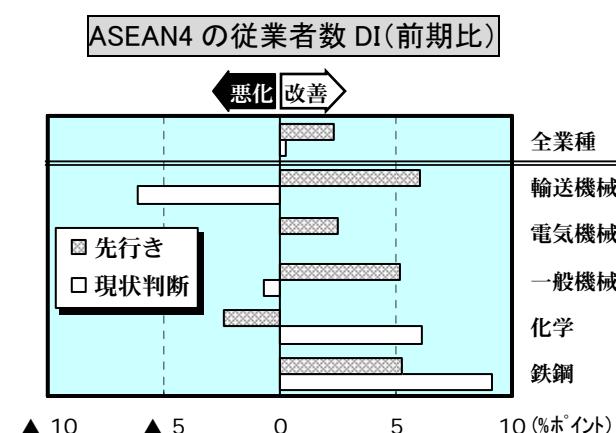 ASEAN4 の従業者数 DI(前期比)
悪化 改善
全業種
輸送機械
電気機械
先行き
一般機械
現状判断
化学
鉄鋼
▲ 10 ▲ 5 0 5 10 (%ﾎﾟｲﾝﾄ)